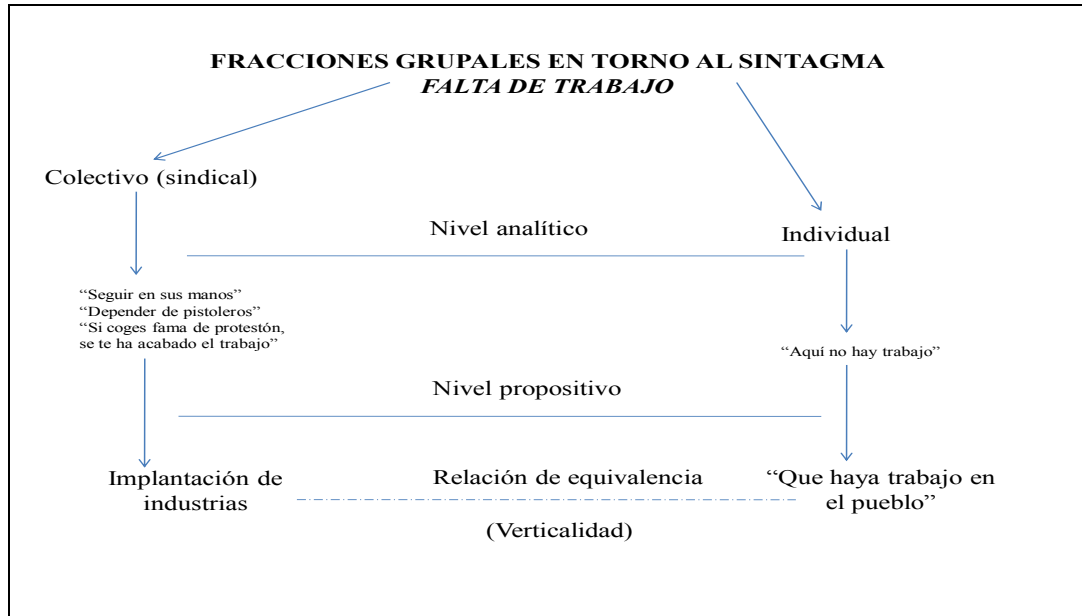 FRACCIONES GRUPALES EN TORNO AL SINTAGMA
FALTA DE TRABAJO
Colectivo (sindical)
Nivel analítico
Individual
“Seguir en sus manos”
“Depender de pistoleros”
“Si coges fama de protestón,
se te ha acabado el trabajo”
“Aquí no hay trabajo”
Nivel propositivo
Implantación de
industrias
Relación de equivalencia
(Verticalidad)
“Que haya trabajo en
el pueblo”